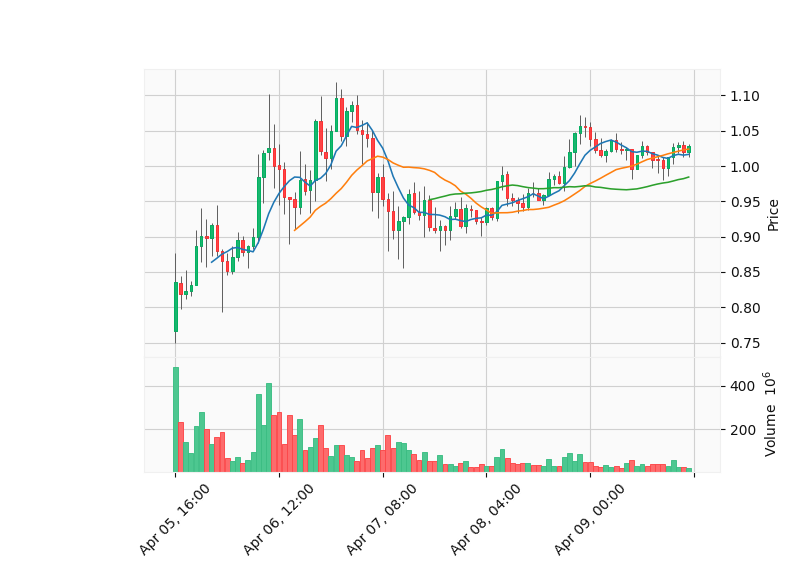 1.10
1.05
1.00
0.95
0.90
0.85
0.80
0.75
Price
400
200
Volume 10^6
Apr 05, 16:00
Apr 06, 12:00
Apr 07, 08:00
Apr 08, 04:00
Apr 09, 00:00